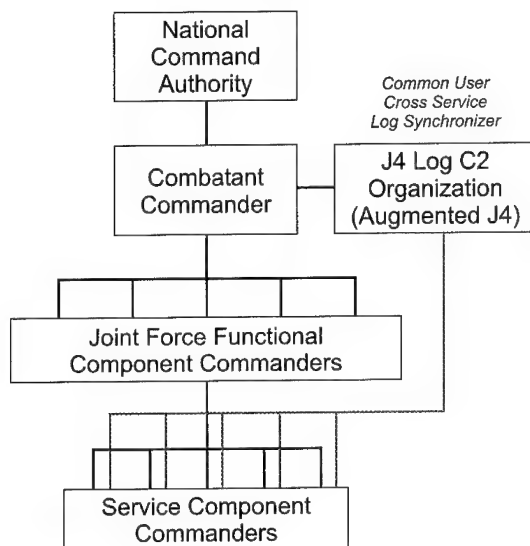 National
Command
Authority
Common User
Cross Service
Log Synchronizer
Combatant
Commander
J4 Log C2
Organization
(Augmented J4)
Joint Force Functional
Component Commanders
Service Component
Commanders